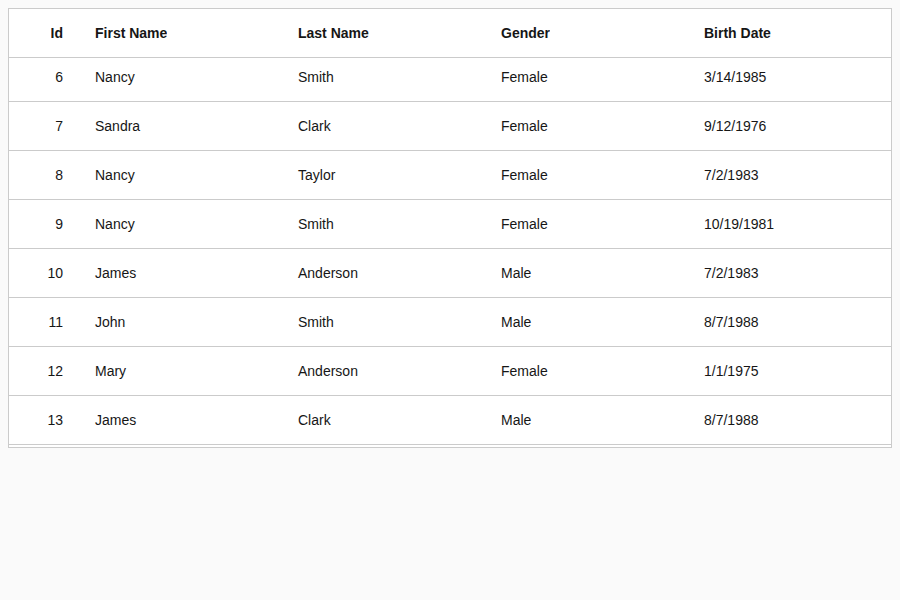 Id First Name Last Name Gender Birth Date
6 Nancy Smith Female 3/14/1985
7 Sandra Clark Female 9/12/1976
8 Nancy Taylor Female 7/2/1983
9 Nancy Smith Female 10/19/1981
10 James Anderson Male 7/2/1983
11 John Smith Male 8/7/1988
12 Mary Anderson Female 1/1/1975
13 James Clark Male 8/7/1988